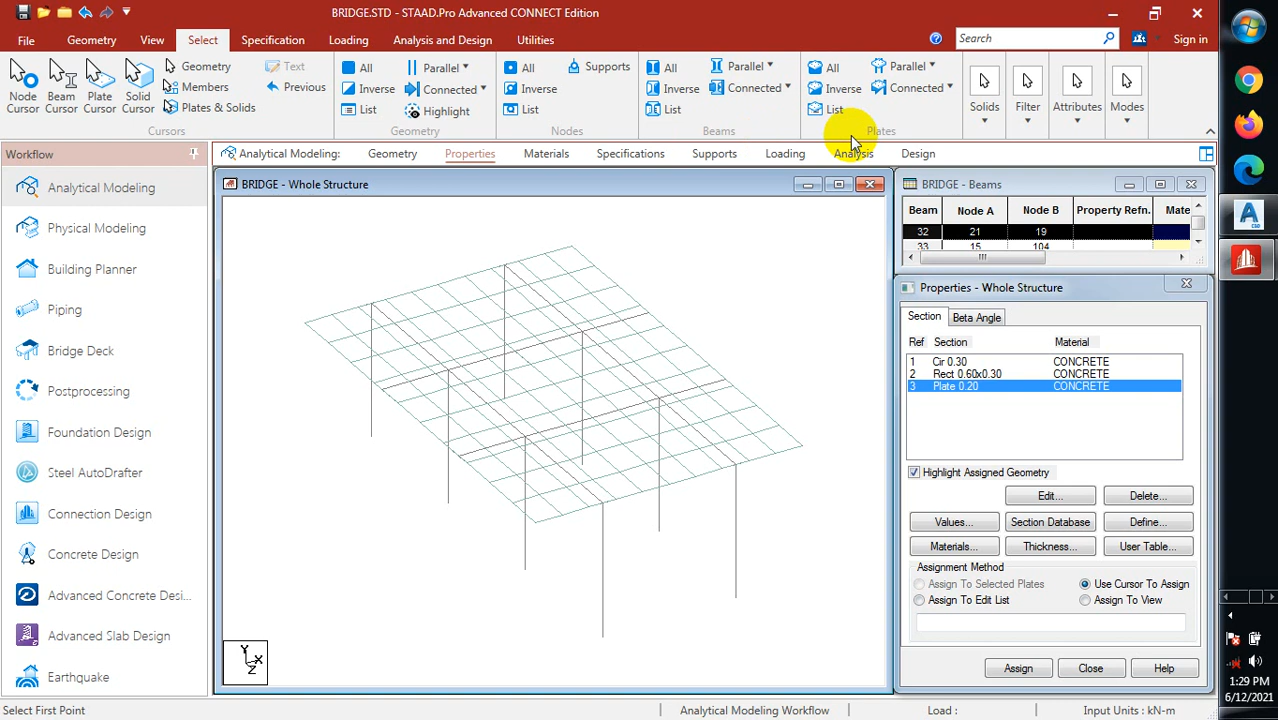 BRIDGE.STD - STAAD.Pro Advanced CONNECT Edition
File Geometry View Select Specification Loading Analysis and Design Utilities Search Sign in
Node Cursor
Beam Cursor
Plate Cursor
Solid Cursor
Geometry
Members
Plates & Solids
Text
Previous
Cursors
All
Inverse
List
Parallel
Connected
Highlight
Geometry
All
Inverse
List
Supports
Nodes
All
Inverse
List
Parallel
Connected
Beams
All
Inverse
List
Parallel
Connected
Plates
Solids
Filter
Attributes
Modes
Workflow
Analytical Modeling: Geometry Properties Materials Specifications Supports Loading Analysis Design
Analytical Modeling
Physical Modeling
Building Planner
Piping
Bridge Deck
Postprocessing
Foundation Design
Steel AutoDrafter
Connection Design
Concrete Design
Advanced Concrete Desi...
Advanced Slab Design
Earthquake
BRIDGE - Whole Structure
Y
X
Z
BRIDGE - Beams
Beam Node A Node B Property Refn. Mate
32 21 19
33 15 104
Properties - Whole Structure
Section Beta Angle
Ref Section Material
1 Cir 0.30 CONCRETE
2 Rect 0.60x0.30 CONCRETE
3 Plate 0.20 CONCRETE
Highlight Assigned Geometry
Edit... Delete...
Values... Section Database Define...
Materials... Thickness... User Table...
Assignment Method
Assign To Selected Plates Use Cursor To Assign
Assign To Edit List Assign To View
Assign Close Help
Select First Point Analytical Modeling Workflow Load : Input Units : kN-m
1:29 PM
6/12/2021